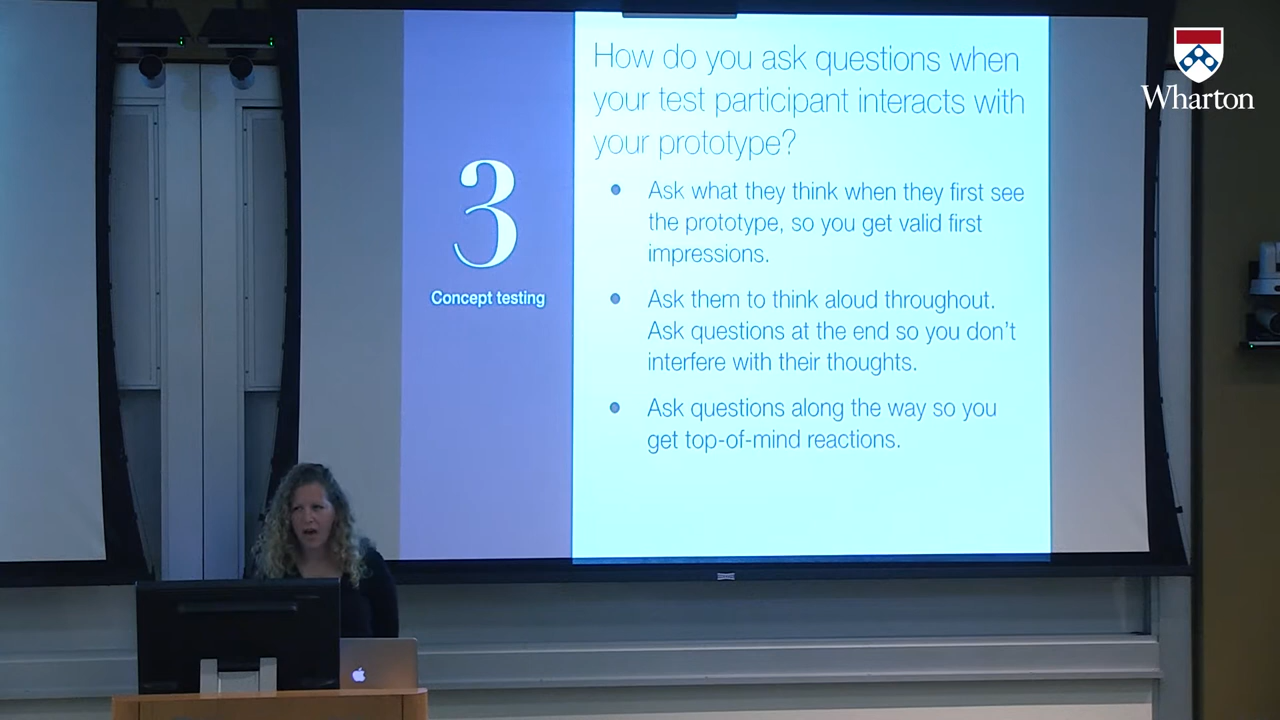 How do you ask questions when
your test participant interacts with
your prototype?
Ask what they think when they first see
the prototype, so you get valid first
impressions.
Ask them to think aloud throughout.
Ask questions at the end so you don't
interfere with their thoughts.
Ask questions along the way so you
get top-of-mind reactions.
3
Concept testing
Wharton